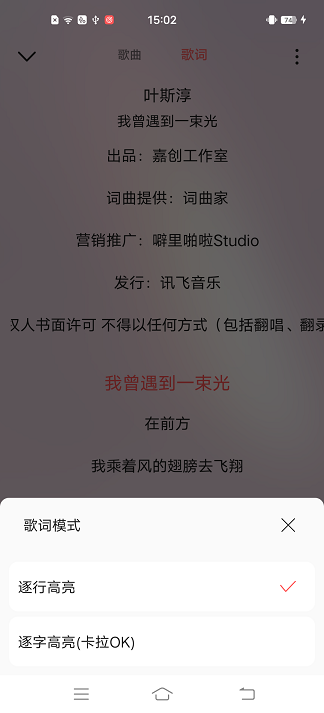 15:02
74
歌曲
歌词
叶斯淳
我曾遇到一束光
出品：嘉创工作室
词曲提供：词曲家
营销推广：噼里啪啦Studio
发行：讯飞音乐
权人书面许可 不得以任何方式（包括翻唱、翻录
我曾遇到一束光
在前方
我乘着风的翅膀去飞翔
歌词模式
逐行高亮
逐字高亮(卡拉OK)